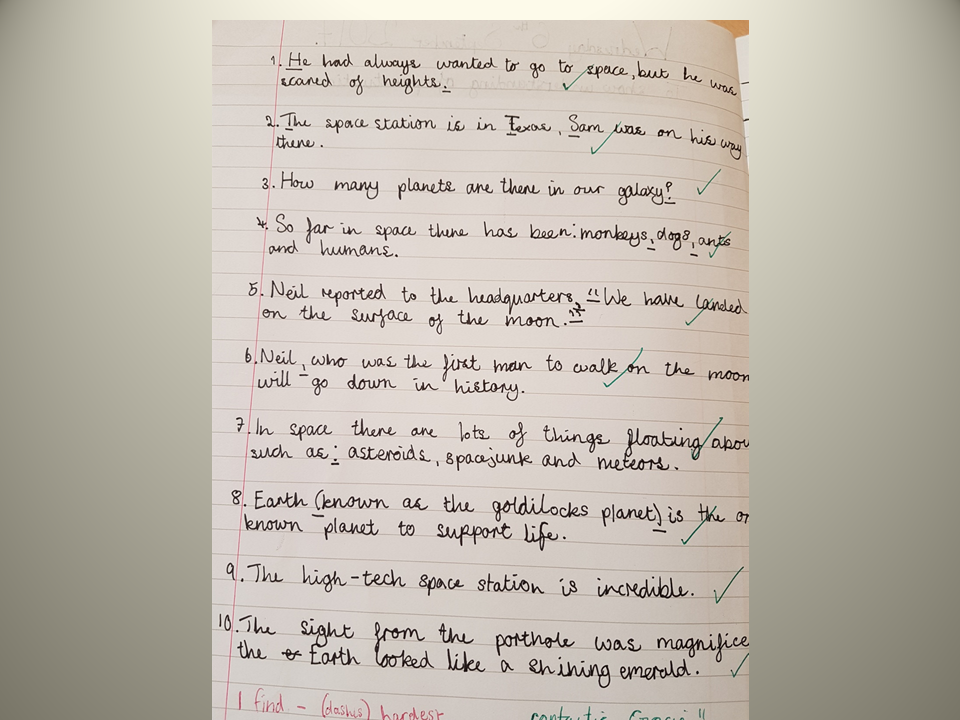 1. He had always wanted to go to space, but he was
scared of heights.
2. The space station is in Texas, Sam was on his way
there.
3. How many planets are there in our galaxy?
4. So far in space there has been: monkeys, dogs, ants
and humans.
5. Neil reported to the headquarters, "We have landed
on the surface of the moon."
6. Neil, who was the first man to walk on the moon
will go down in history.
7. In space there are lots of things floating abou
such as: asteroids, spacejunk and meteors.
8. Earth (known as the goldilocks planet) is the on
known planet to support life.
9. The high-tech space station is incredible.
10. The sight from the porthole was magnifice
the Earth looked like a shining emerald.
I find - (dashes) hardest